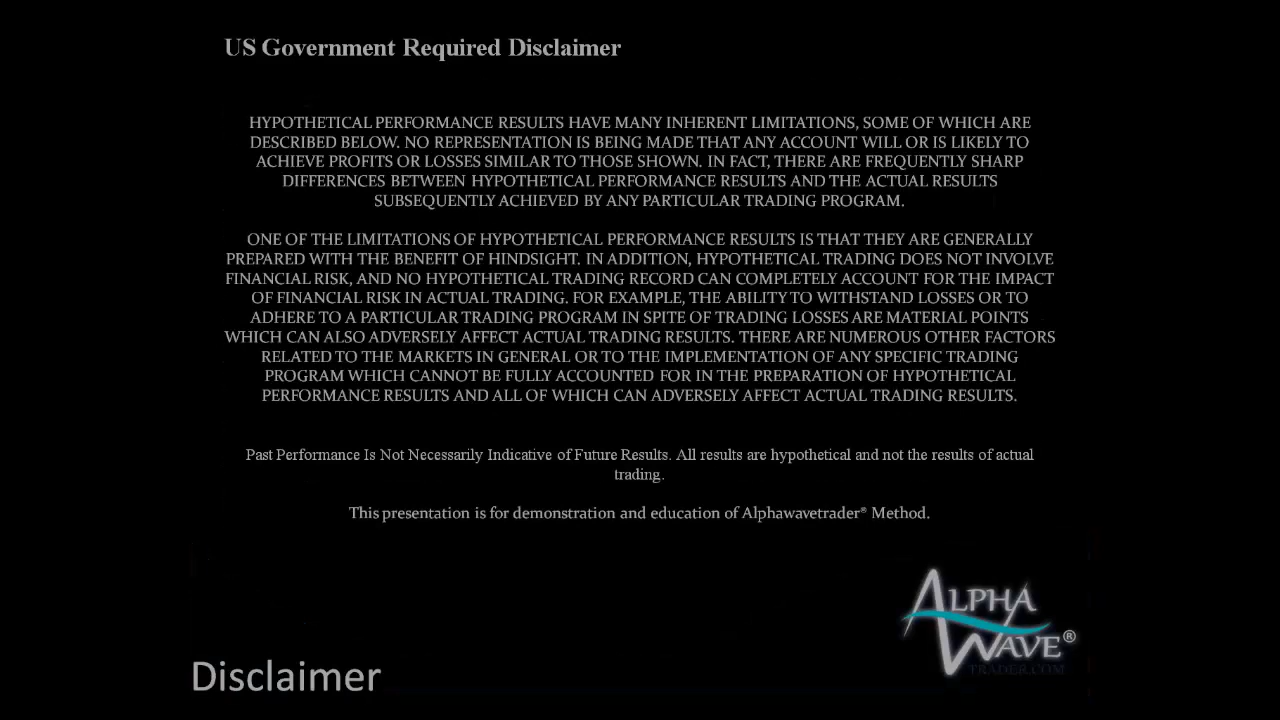 US Government Required Disclaimer
HYPOTHETICAL PERFORMANCE RESULTS HAVE MANY INHERENT LIMITATIONS, SOME OF WHICH ARE
DESCRIBED BELOW. NO REPRESENTATION IS BEING MADE THAT ANY ACCOUNT WILL OR IS LIKELY TO
ACHIEVE PROFITS OR LOSSES SIMILAR TO THOSE SHOWN. IN FACT, THERE ARE FREQUENTLY SHARP
DIFFERENCES BETWEEN HYPOTHETICAL PERFORMANCE RESULTS AND THE ACTUAL RESULTS
SUBSEQUENTLY ACHIEVED BY ANY PARTICULAR TRADING PROGRAM.
ONE OF THE LIMITATIONS OF HYPOTHETICAL PERFORMANCE RESULTS IS THAT THEY ARE GENERALLY
PREPARED WITH THE BENEFIT OF HINDSIGHT. IN ADDITION, HYPOTHETICAL TRADING DOES NOT INVOLVE
FINANCIAL RISK, AND NO HYPOTHETICAL TRADING RECORD CAN COMPLETELY ACCOUNT FOR THE IMPACT
OF FINANCIAL RISK IN ACTUAL TRADING. FOR EXAMPLE, THE ABILITY TO WITHSTAND LOSSES OR TO
ADHERE TO A PARTICULAR TRADING PROGRAM IN SPITE OF TRADING LOSSES ARE MATERIAL POINTS
WHICH CAN ALSO ADVERSELY AFFECT ACTUAL TRADING RESULTS. THERE ARE NUMEROUS OTHER FACTORS
RELATED TO THE MARKETS IN GENERAL OR TO THE IMPLEMENTATION OF ANY SPECIFIC TRADING
PROGRAM WHICH CANNOT BE FULLY ACCOUNTED FOR IN THE PREPARATION OF HYPOTHETICAL
PERFORMANCE RESULTS AND ALL OF WHICH CAN ADVERSELY AFFECT ACTUAL TRADING RESULTS.
Past Performance Is Not Necessarily Indicative of Future Results. All results are hypothetical and not the results of actual
trading.
This presentation is for demonstration and education of Alphawavetrader® Method.
ALPHA
WAVE®
TRADER.COM
Disclaimer